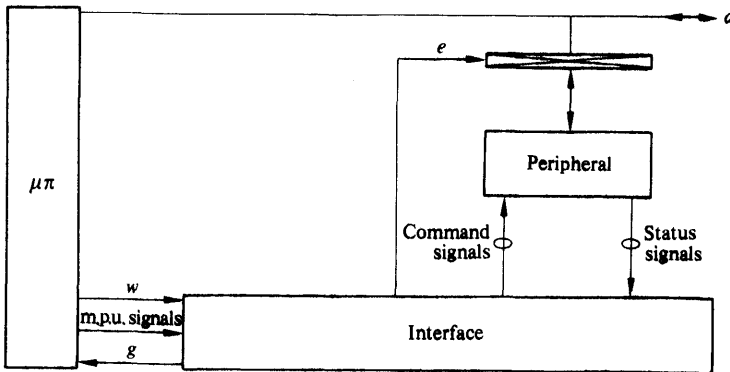 e
μπ
Peripheral
Command
signals
Status
signals
w
m.p.u. signals
g
Interface